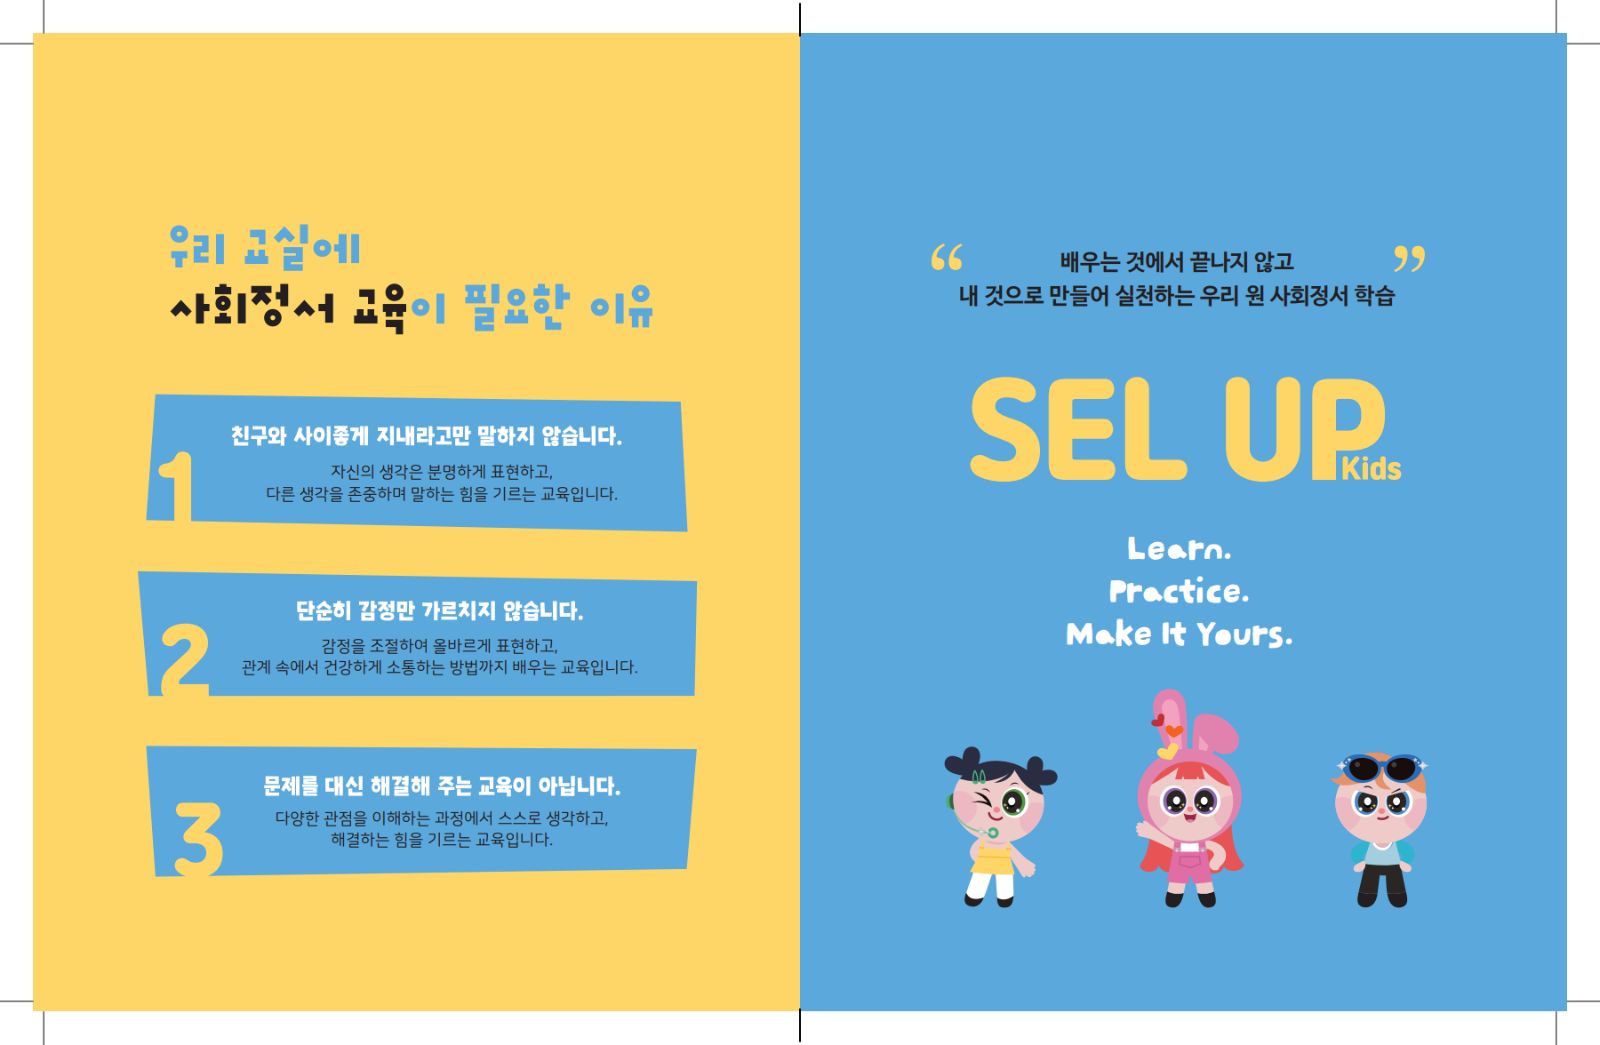 우리 교실에
사회정서 교육이 필요한 이유
1
친구와 사이좋게 지내라고만 말하지 않습니다.
자신의 생각은 분명하게 표현하고,
다른 생각을 존중하며 말하는 힘을 기르는 교육입니다.
2
단순히 감정만 가르치지 않습니다.
감정을 조절하여 올바르게 표현하고,
관계 속에서 건강하게 소통하는 방법까지 배우는 교육입니다.
3
문제를 대신 해결해 주는 교육이 아닙니다.
다양한 관점을 이해하는 과정에서 스스로 생각하고,
해결하는 힘을 기르는 교육입니다.
“ 배우는 것에서 끝나지 않고 ”
내 것으로 만들어 실천하는 우리 원 사회정서 학습
SEL UP Kids
Learn.
Practice.
Make It Yours.